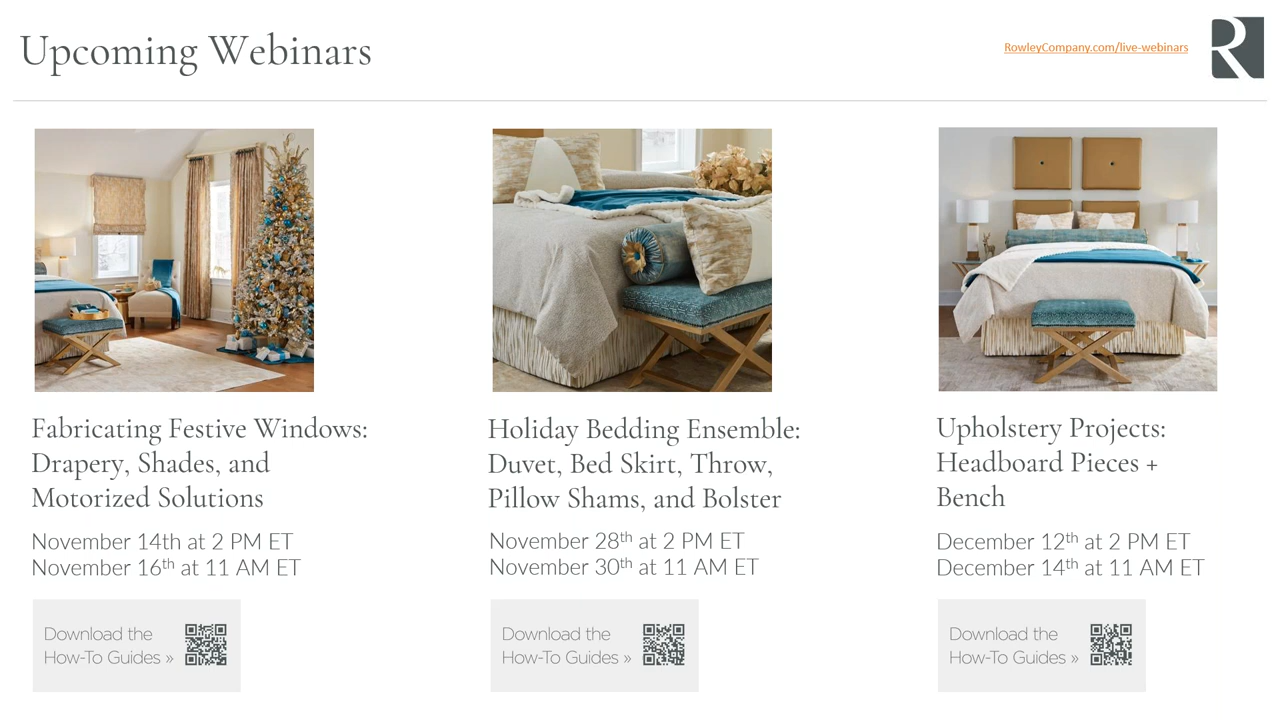 Upcoming Webinars
RowleyCompany.com/live-webinars
R
Fabricating Festive Windows:
Drapery, Shades, and
Motorized Solutions
November 14th at 2 PM ET
November 16th at 11 AM ET
Download the
How-To Guides »
Holiday Bedding Ensemble:
Duvet, Bed Skirt, Throw,
Pillow Shams, and Bolster
November 28th at 2 PM ET
November 30th at 11 AM ET
Download the
How-To Guides »
Upholstery Projects:
Headboard Pieces +
Bench
December 12th at 2 PM ET
December 14th at 11 AM ET
Download the
How-To Guides »